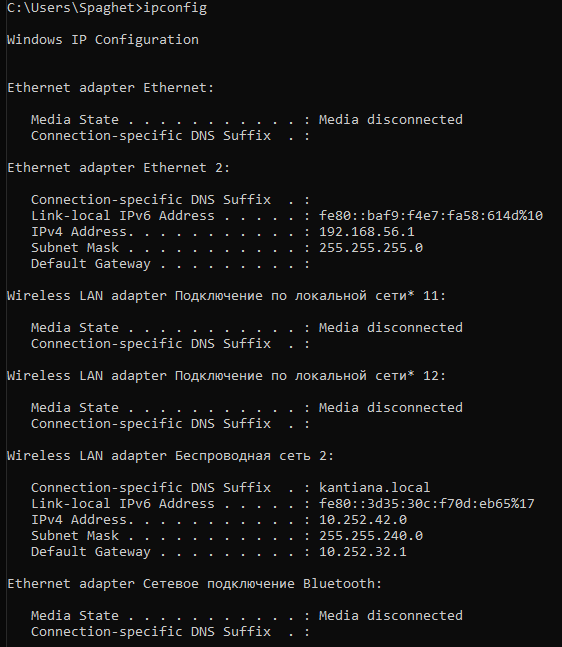 C:\Users\Spaghet>ipconfig
Windows IP Configuration
Ethernet adapter Ethernet:
Media State . . . . . . . . . . . : Media disconnected
Connection-specific DNS Suffix  . :
Ethernet adapter Ethernet 2:
Connection-specific DNS Suffix  . :
Link-local IPv6 Address . . . . . : fe80::baf9:f4e7:fa58:614d%10
IPv4 Address. . . . . . . . . . . : 192.168.56.1
Subnet Mask . . . . . . . . . . . : 255.255.255.0
Default Gateway . . . . . . . . . :
Wireless LAN adapter Подключение по локальной сети* 11:
Media State . . . . . . . . . . . : Media disconnected
Connection-specific DNS Suffix  . :
Wireless LAN adapter Подключение по локальной сети* 12:
Media State . . . . . . . . . . . : Media disconnected
Connection-specific DNS Suffix  . :
Wireless LAN adapter Беспроводная сеть 2:
Connection-specific DNS Suffix  . : kantiana.local
Link-local IPv6 Address . . . . . : fe80::3d35:30c:f70d:eb65%17
IPv4 Address. . . . . . . . . . . : 10.252.42.0
Subnet Mask . . . . . . . . . . . : 255.255.240.0
Default Gateway . . . . . . . . . : 10.252.32.1
Ethernet adapter Сетевое подключение Bluetooth:
Media State . . . . . . . . . . . : Media disconnected
Connection-specific DNS Suffix  . :